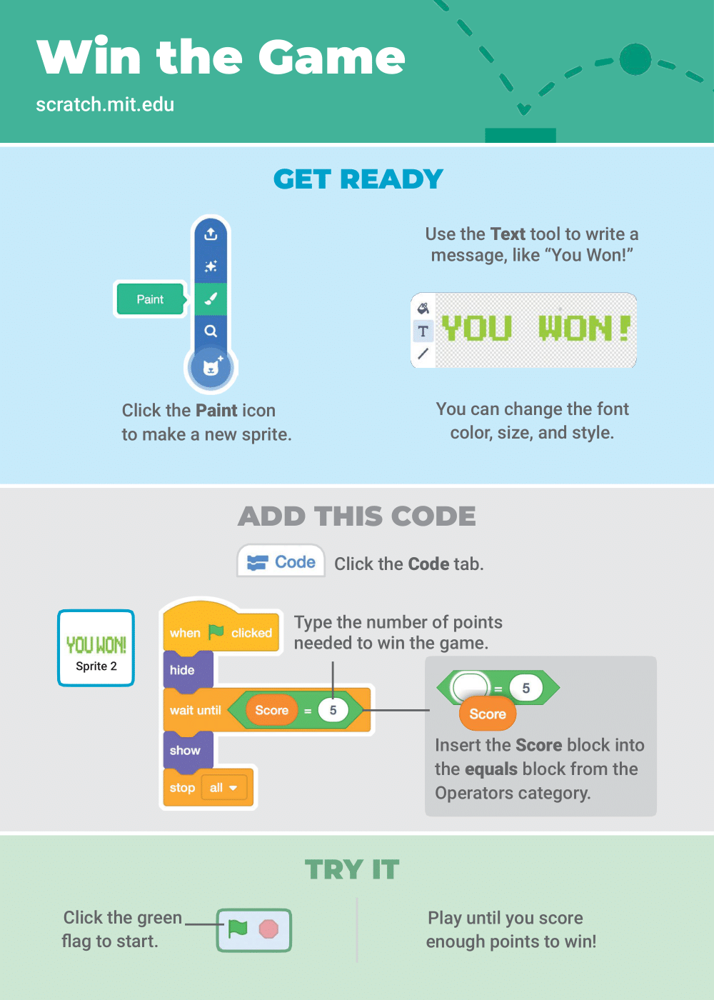 Win the Game
scratch.mit.edu
GET READY
Paint
Click the Paint icon
to make a new sprite.
Use the Text tool to write a
message, like “You Won!”
T
YOU WON!
You can change the font
color, size, and style.
ADD THIS CODE
Code
Click the Code tab.
YOU WON!
Sprite 2
when clicked
hide
wait until Score = 5
show
stop all
Type the number of points
needed to win the game.
= 5
Score
Insert the Score block into
the equals block from the
Operators category.
TRY IT
Click the green
flag to start.
Play until you score
enough points to win!